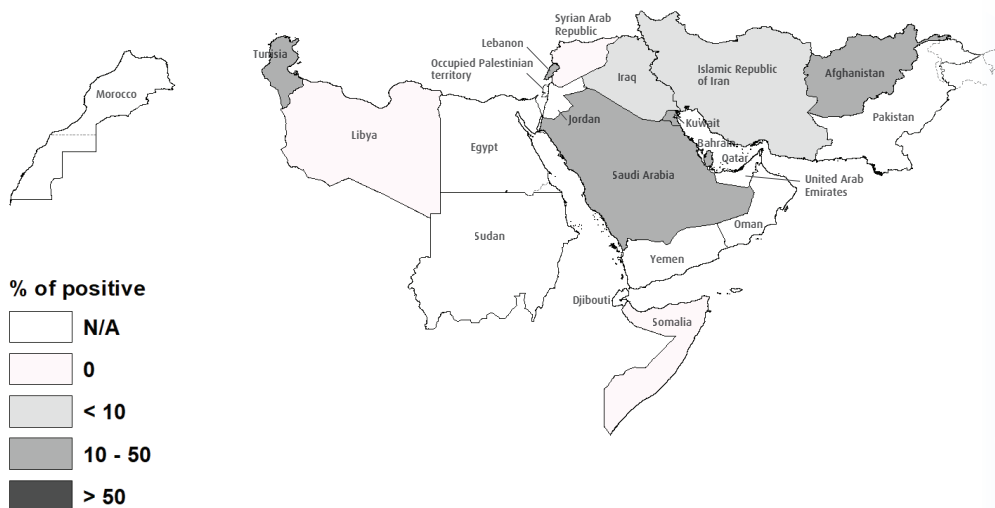 Syrian Arab
Republic
Lebanon
Tunisia
Occupied Palestinian
territory
Iraq
Islamic Republic
of Iran
Afghanistan
Morocco
Libya
Jordan
Kuwait
Pakistan
Egypt
Bahrain
Qatar
Saudi Arabia
United Arab
Emirates
Sudan
Oman
Yemen
Djibouti
Somalia
% of positive
N/A
0
< 10
10 - 50
> 50